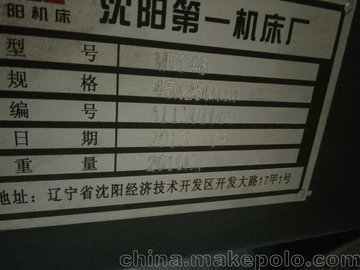 阳机床 沈阳第一机床厂
型号
规格 45X230mm
编号
日期
重量
地址: 辽宁省沈阳经济技术开发区开发大路17甲1号
china.makepolo.com